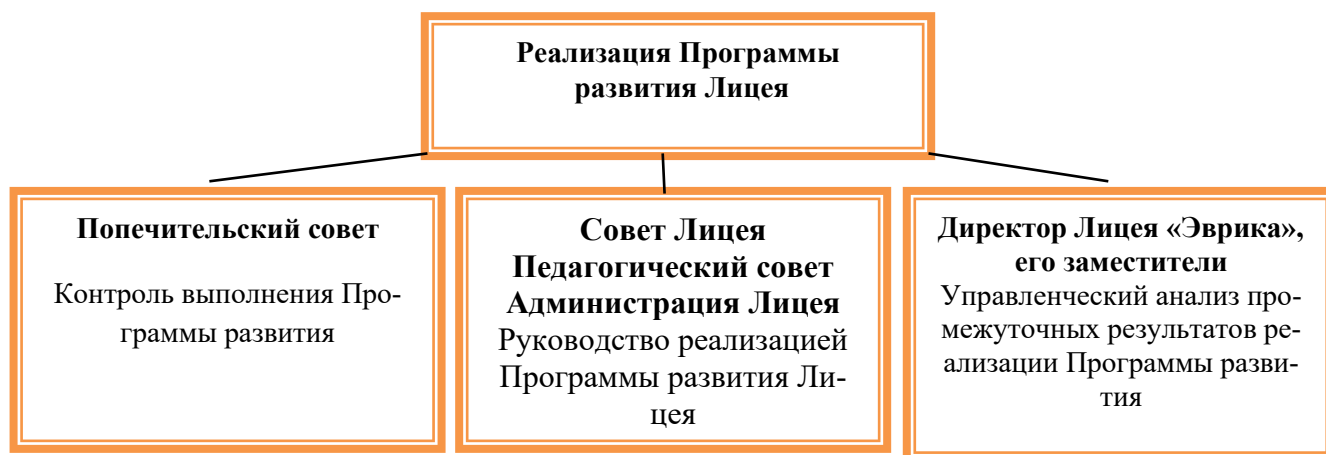 Реализация Программы
развития Лицея
Попечительский совет
Контроль выполнения Про-
граммы развития
Совет Лицея
Педагогический совет
Администрация Лицея
Руководство реализацией
Программы развития Ли-
цея
Директор Лицея «Эврика»,
его заместители
Управленческий анализ про-
межуточных результатов ре-
ализации Программы разви-
тия